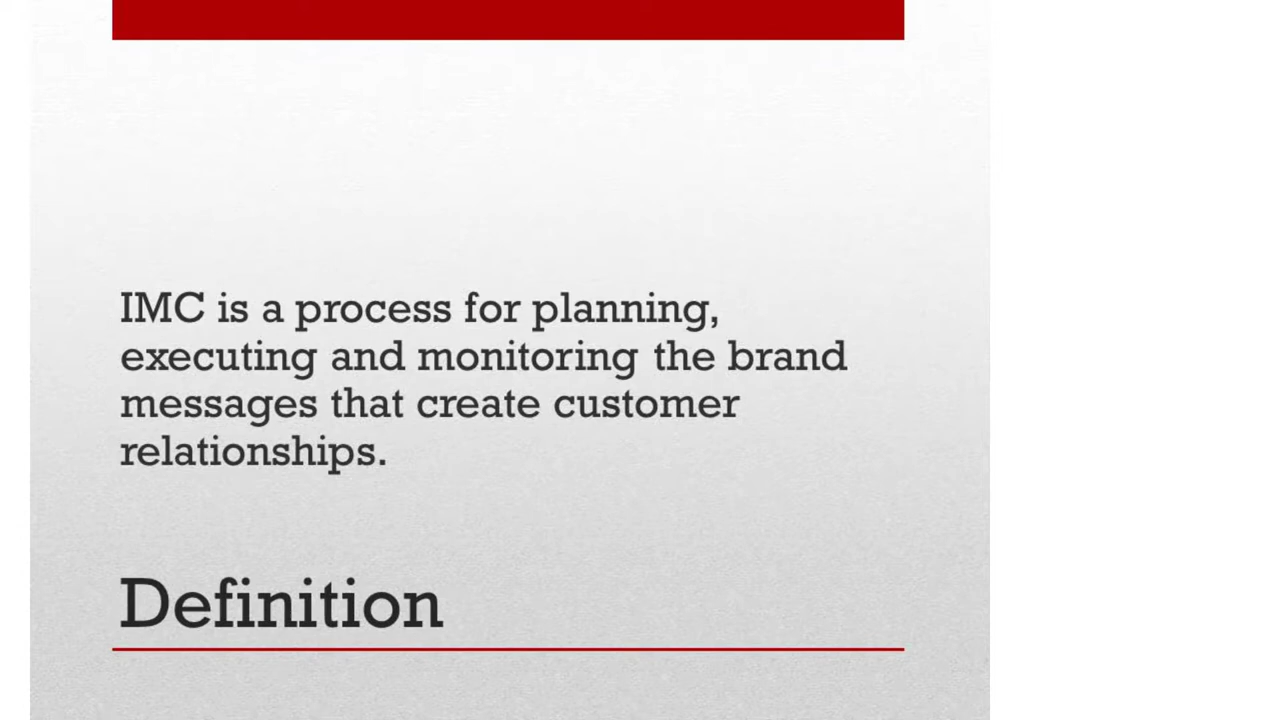 IMC is a process for planning,
executing and monitoring the brand
messages that create customer
relationships.
Definition